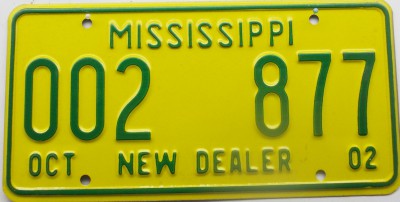 MISSISSIPPI
002 877
OCT NEW DEALER 02